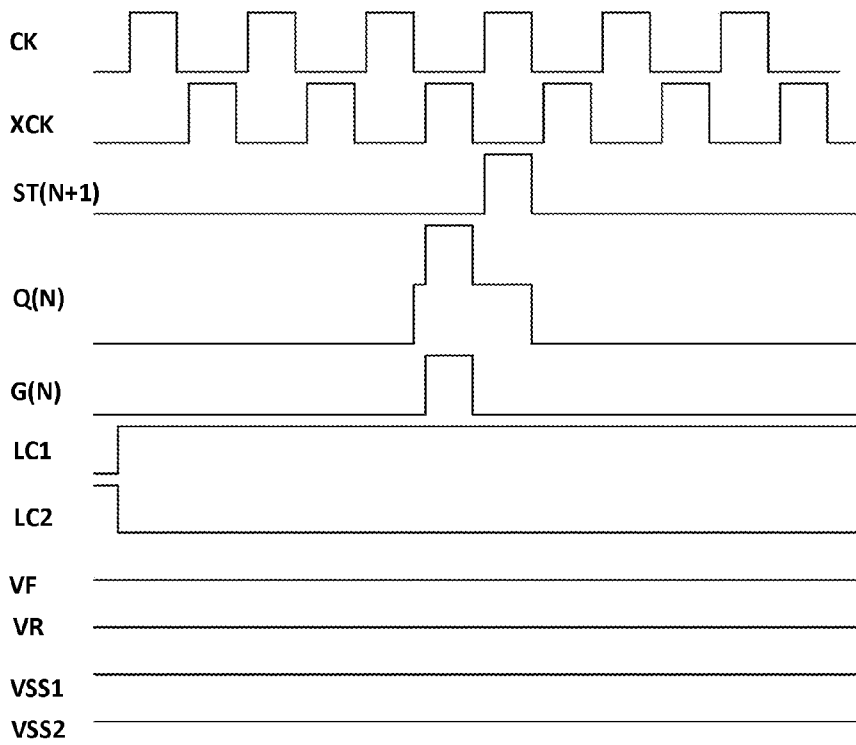 CK
XCK
ST(N+1)
Q(N)
G(N)
LC1
LC2
VF
VR
VSS1
VSS2